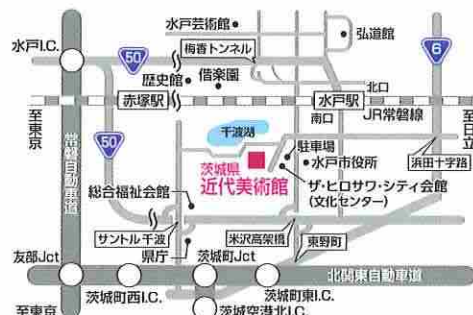 水戸芸術館
弘道館
水戸I.C.
50
梅香トンネル
6
歴史館
偕楽園
北口
赤塚駅
水戸駅
至東京
南口
JR常磐線
至日立
千波湖
50
常磐自動車道
駐車場
水戸市役所
浜田十字路
茨城県
近代美術館
総合福祉会館
ザ・ヒロサワ・シティ会館
(文化センター)
サントル千波
米沢高架橋
東野町
県庁
友部Jct
茨城町Jct
北関東自動車道
茨城町西I.C.
茨城町東I.C.
至東京
茨城空港北I.C.